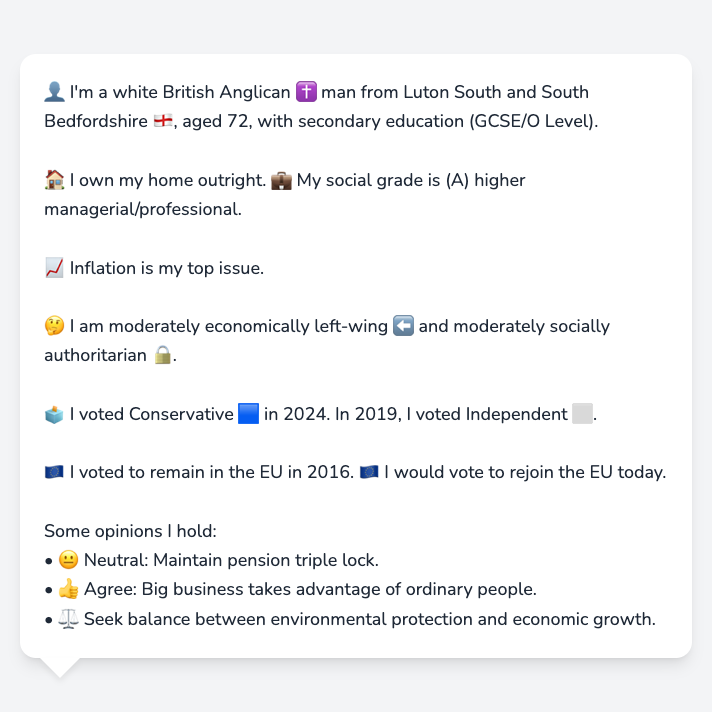 👤 I'm a white British Anglican ✝️ man from Luton South and South
Bedfordshire 🏴󠁧󠁢󠁥󠁮󠁧󠁿, aged 72, with secondary education (GCSE/O Level).
🏠 I own my home outright. 💼 My social grade is (A) higher
managerial/professional.
📈 Inflation is my top issue.
🤔 I am moderately economically left-wing ⬅️ and moderately socially
authoritarian 🔒.
🗳️ I voted Conservative 🟦 in 2024. In 2019, I voted Independent ⬜.
🇪🇺 I voted to remain in the EU in 2016. 🇪🇺 I would vote to rejoin the EU today.
Some opinions I hold:
• 😐 Neutral: Maintain pension triple lock.
• 👍 Agree: Big business takes advantage of ordinary people.
• ⚖️ Seek balance between environmental protection and economic growth.